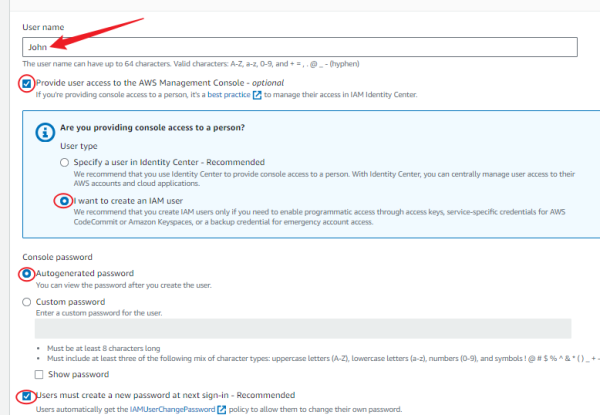 User name
John
The user name can have up to 64 characters. Valid characters: A-Z, a-z, 0-9, and + = , . @ _ - (hyphen)
Provide user access to the AWS Management Console - optional
If you're providing console access to a person, it's a best practice to manage their access in IAM Identity Center.
Are you providing console access to a person?
User type
Specify a user in Identity Center - Recommended
We recommend that you use Identity Center to provide console access to a person. With Identity Center, you can centrally manage user access to their
AWS accounts and cloud applications.
I want to create an IAM user
We recommend that you create IAM users only if you need to enable programmatic access through access keys, service-specific credentials for AWS
CodeCommit or Amazon Keyspaces, or a backup credential for emergency account access.
Console password
Autogenerated password
You can view the password after you create the user.
Custom password
Enter a custom password for the user.
• Must be at least 8 characters long
• Must include at least three of the following mix of character types: uppercase letters (A-Z), lowercase letters (a-z), numbers (0-9), and symbols ! @ # $ % ^ & * ( ) _ + -
Show password
Users must create a new password at next sign-in - Recommended
Users automatically get the IAMUserChangePassword policy to allow them to change their own password.